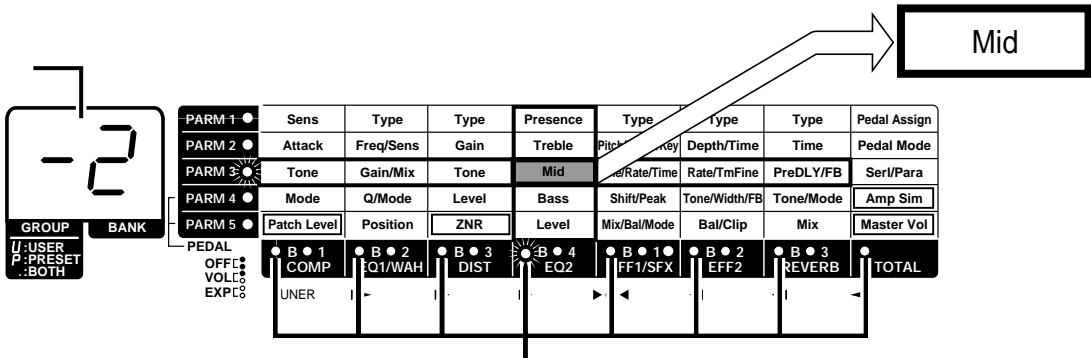 Mid
-2
PARM 1 Sens Type Type Presence Type Type Type Pedal Assign
PARM 2 Attack Freq/Sens Gain Treble Depth/Time Time Pedal Mode
PARM 3 Tone Gain/Mix Tone Mid Rate/TmFine PreDLY/FB Serl/Para
PARM 4 Mode Q/Mode Level Bass Shift/Peak Tone/Width/FB Tone/Mode Amp Sim
PARM 5 Patch Level Position ZNR Level Mix/Bal/Mode Bal/Clip Mix Master Vol
GROUP BANK
U:USER
P:PRESET
.:BOTH
PEDAL
OFF
VOL
EXP
B 1 B 2 B 3 B 4 B 1 B 2 B 3
COMP EQ1/WAH DIST EQ2 EFF1/SFX EFF2 REVERB TOTAL
UNER